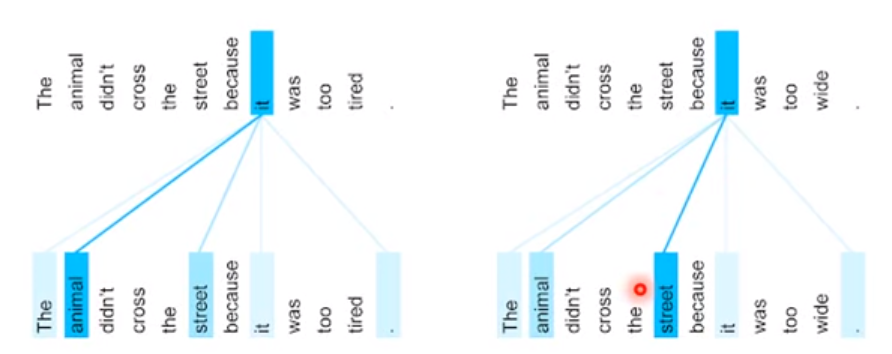 The animal didn't cross the street because it was too tired .
The animal didn't cross the street because it was too tired .
The animal didn't cross the street because it was too wide .
The animal didn't cross the street because it was too wide .